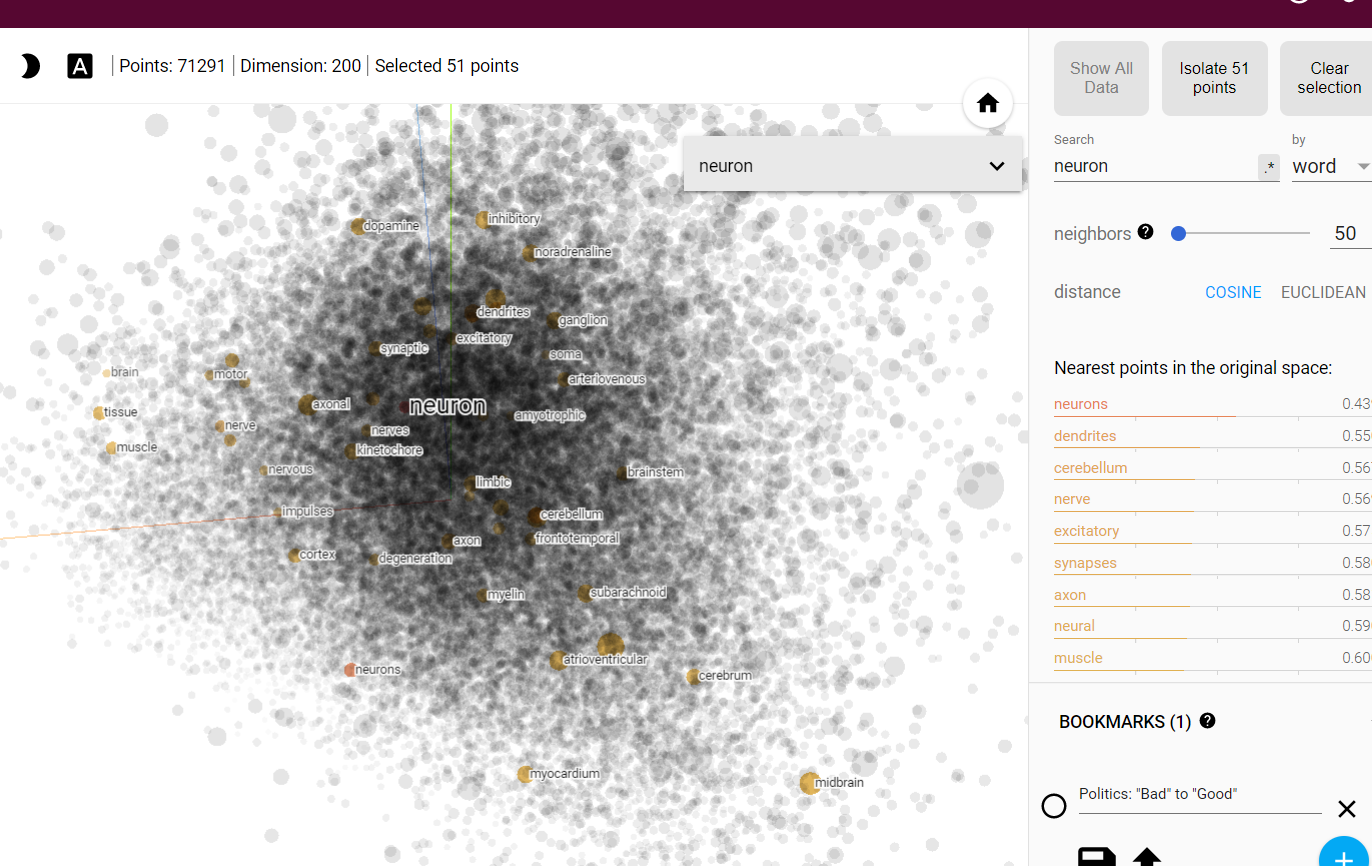 Points: 71291 | Dimension: 200 | Selected 51 points
A
neuron
dopamine
inhibitory
noradrenaline
dendrites
ganglion
excitatory
synaptic
soma
brain
motor
arteriovenous
axonal
neuron
tissue
amyotrophic
nerve
nerves
muscle
kinetochore
nervous
brainstem
limbic
impulses
cerebellum
axon
frontotemporal
cortex
degeneration
myelin
subarachnoid
atrioventricular
neurons
cerebrum
myocardium
midbrain
Show All
Data
Isolate 51
points
Clear
selection
Search
by
neuron
.*
word
neighbors
?
50
distance
COSINE
EUCLIDEAN
Nearest points in the original space:
neurons 0.43
dendrites 0.55
cerebellum 0.56
nerve 0.56
excitatory 0.57
synapses 0.58
axon 0.58
neural 0.59
muscle 0.60
BOOKMARKS (1) ?
Politics: "Bad" to "Good"